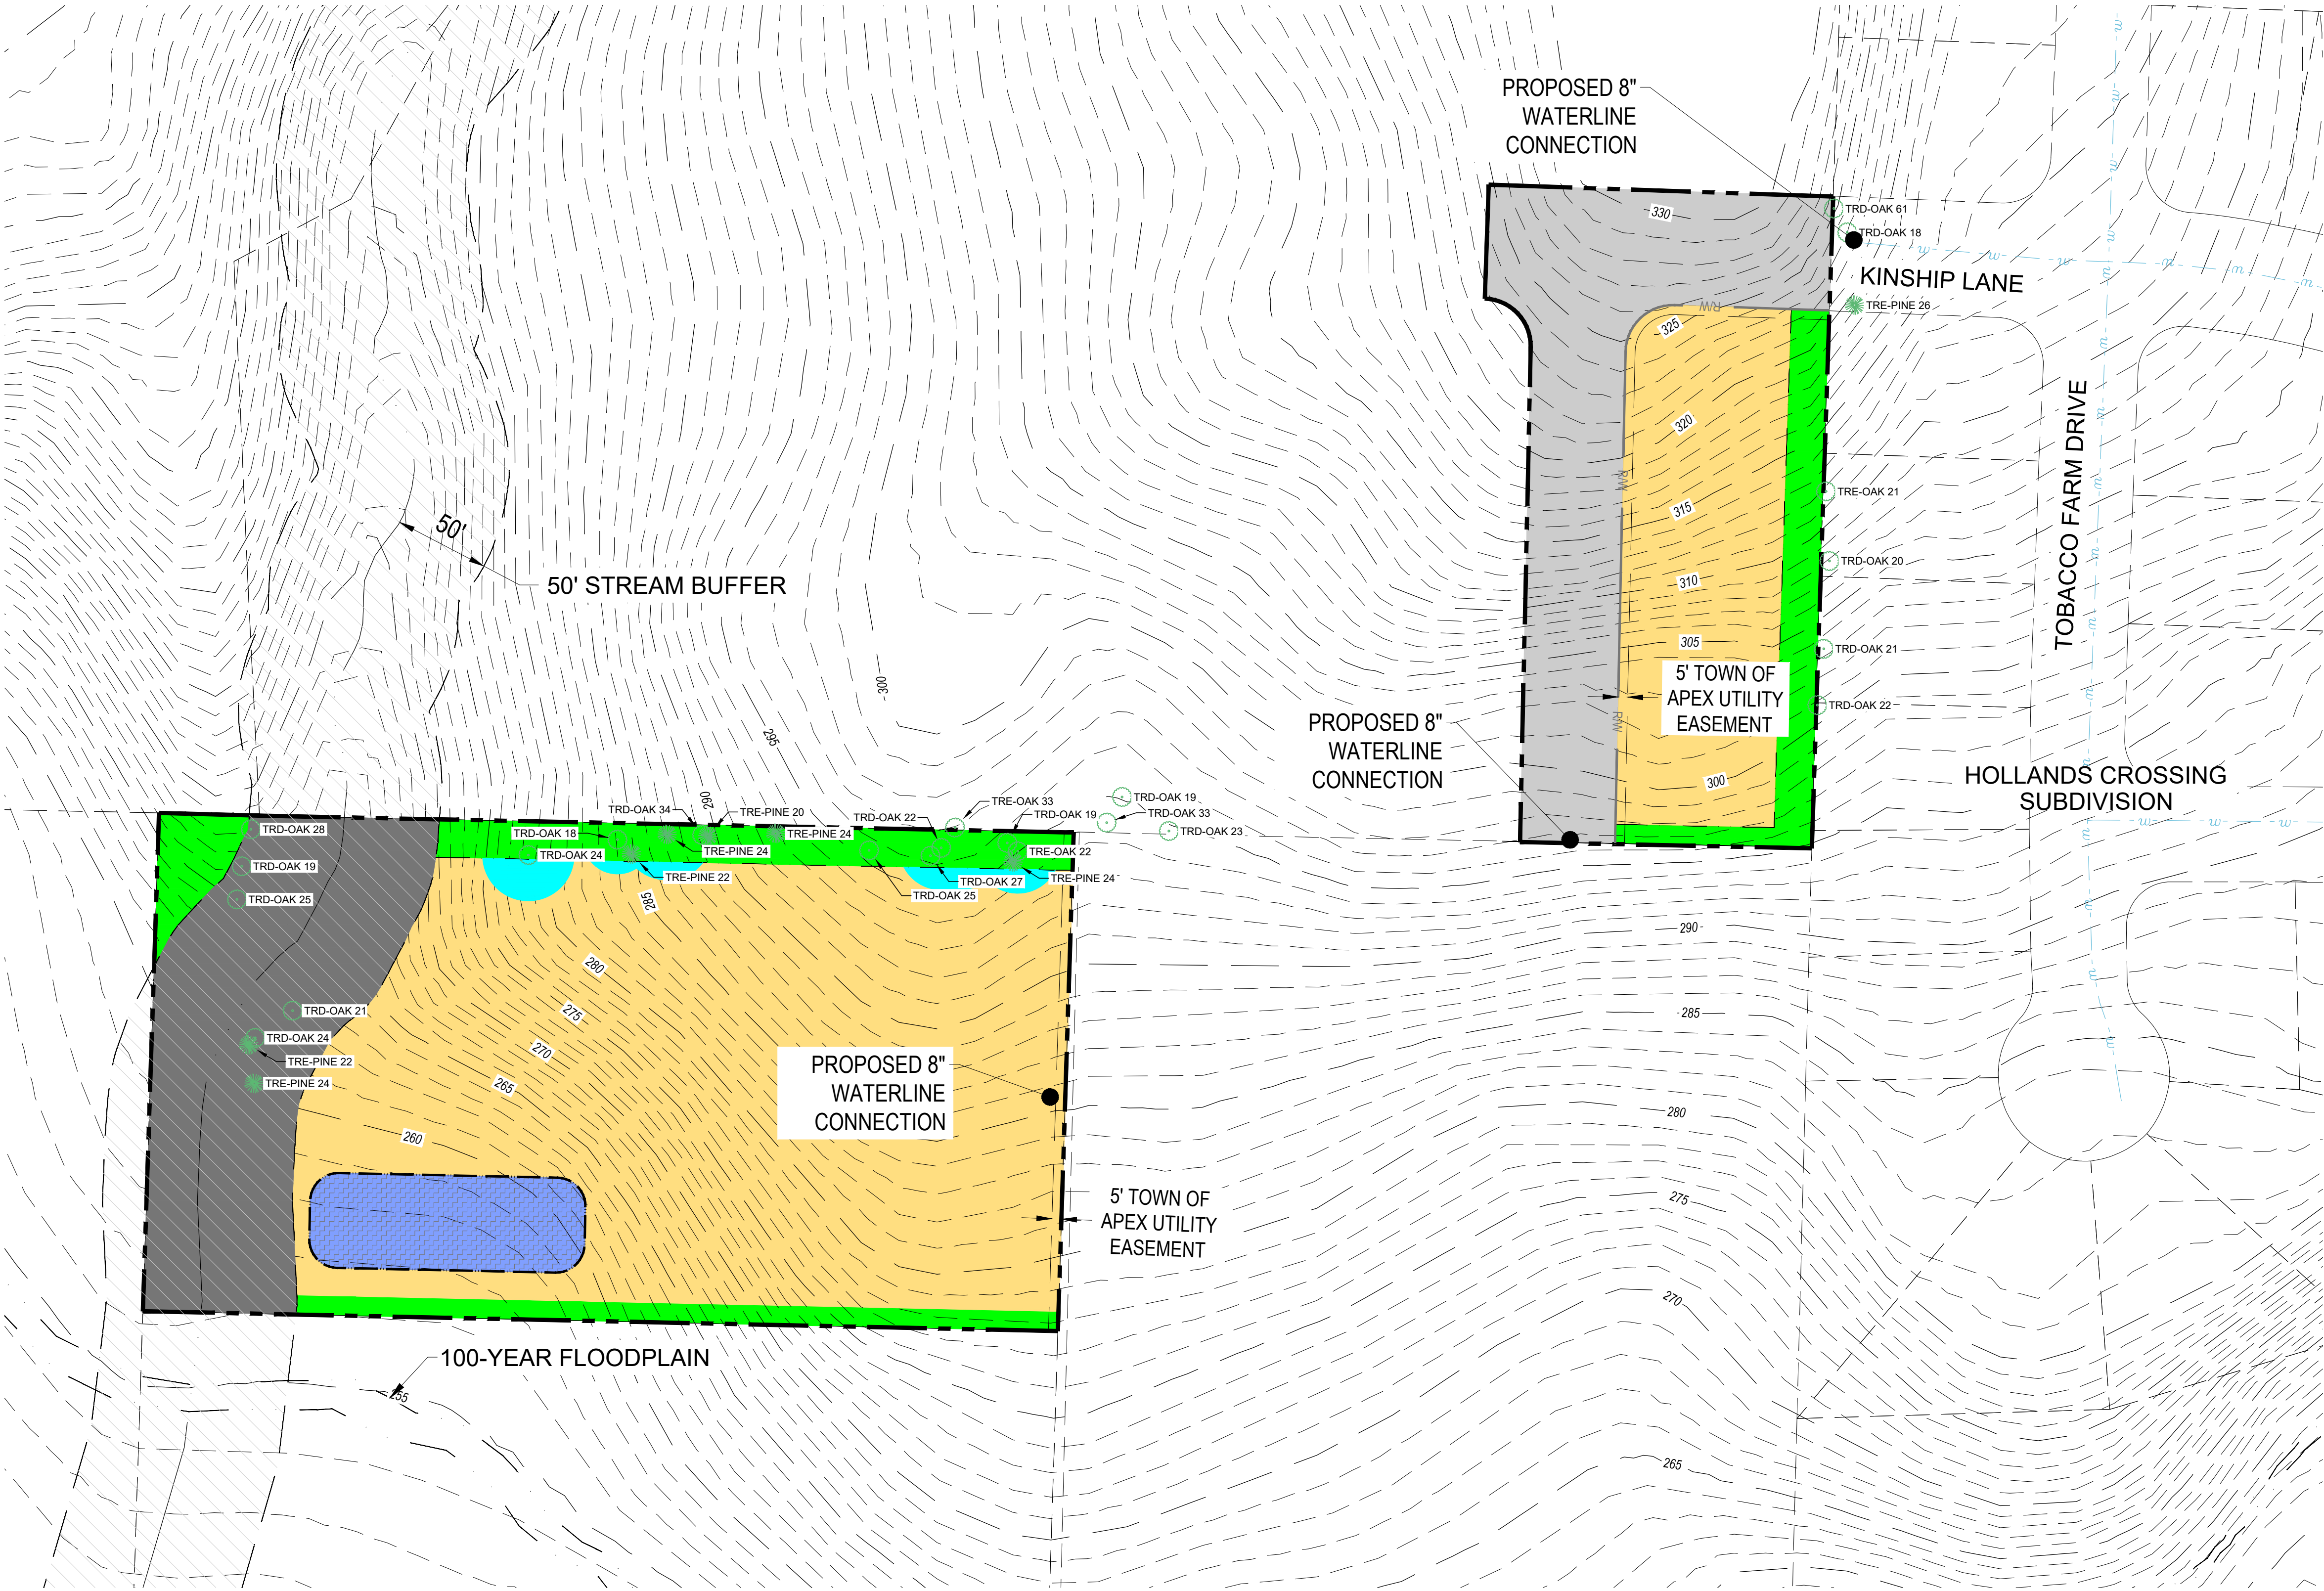 PROPOSED 8"
WATERLINE
CONNECTION
330
TRD-OAK 61
TRD-OAK 18
KINSHIP LANE
TRE-PINE 26
R/W
325
320
R/W
315
TRE-OAK 21
TRD-OAK 20
310
305
TRD-OAK 21
5' TOWN OF
APEX UTILITY
EASEMENT
TRD-OAK 22
R/W
300
TOBACCO FARM DRIVE
HOLLANDS CROSSING
SUBDIVISION
w w w w w w
w w w w w w w w w w w w w
w w w
50'
50' STREAM BUFFER
300
295
290
PROPOSED 8"
WATERLINE
CONNECTION
TRD-OAK 34
TRE-PINE 20
TRD-OAK 22
TRE-OAK 33
TRD-OAK 19
TRD-OAK 19
TRD-OAK 33
TRD-OAK 23
TRD-OAK 28
TRD-OAK 18
TRE-PINE 24
TRD-OAK 24
TRE-PINE 24
TRE-OAK 22
TRD-OAK 19
TRE-PINE 22
TRD-OAK 27
TRE-PINE 24
TRD-OAK 25
TRD-OAK 25
285
290
280
275
285
TRD-OAK 21
TRD-OAK 24
270
TRE-PINE 22
265
TRE-PINE 24
PROPOSED 8"
WATERLINE
CONNECTION
260
280
5' TOWN OF
APEX UTILITY
EASEMENT
275
270
100-YEAR FLOODPLAIN
255
265